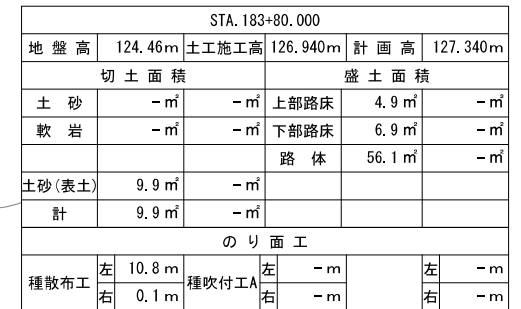 STA.183+80.000
地盤高 124.46m 土工施工高 126.940m 計画高 127.340m
切土面積 盛土面積
土砂 −㎡ −㎡ 上部路床 4.9㎡ −㎡
軟岩 −㎡ −㎡ 下部路床 6.9㎡ −㎡
路体 56.1㎡ −㎡
土砂(表土) 9.9㎡ −㎡
計 9.9㎡ −㎡
のり面工
種散布工 左 10.8m 種吹付工A 左 −m 左 −m
右 0.1m 右 −m 右 −m